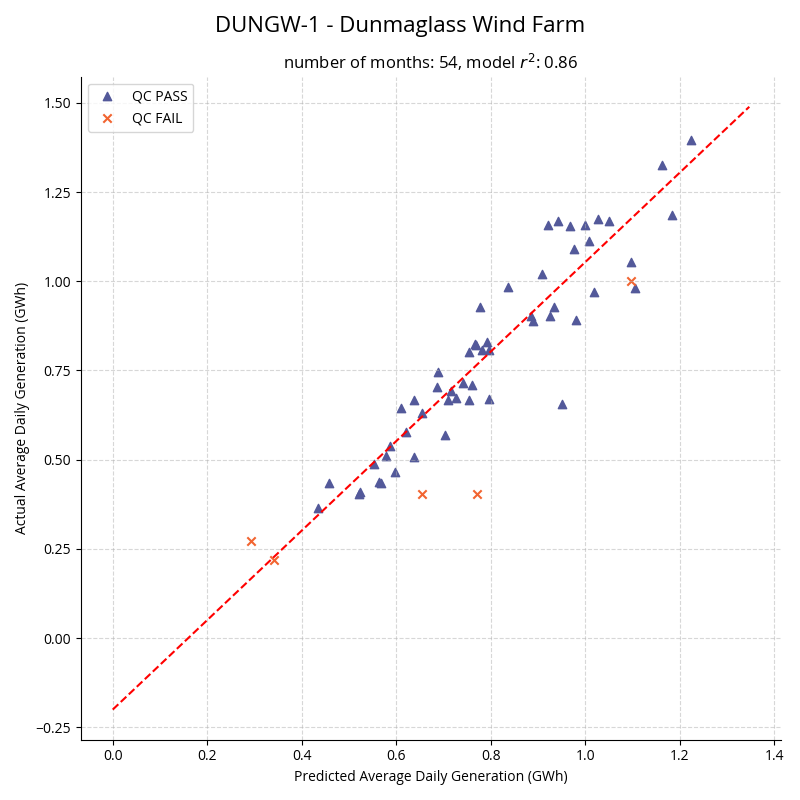 DUNGW-1 - Dunmaglass Wind Farm
number of months: 54, model r²: 0.86
QC PASS
QC FAIL
1.50
1.25
1.00
0.75
0.50
0.25
0.00
−0.25
Actual Average Daily Generation (GWh)
0.0 0.2 0.4 0.6 0.8 1.0 1.2 1.4
Predicted Average Daily Generation (GWh)